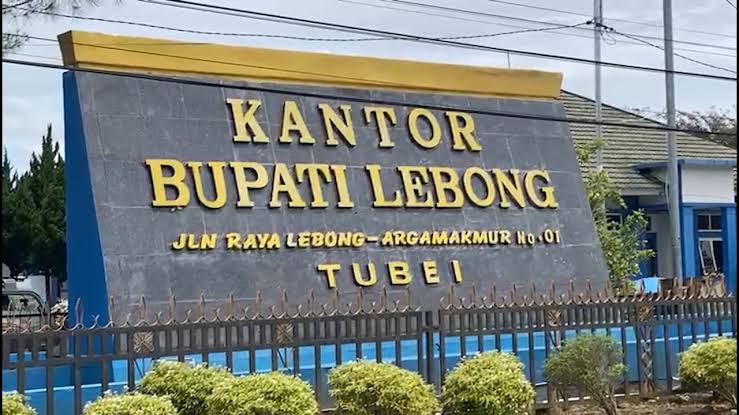 KANTOR
BUPATI LEBONG
JLN RAYA LEBONG-ARGAMAKMUR No.01
TUBEI